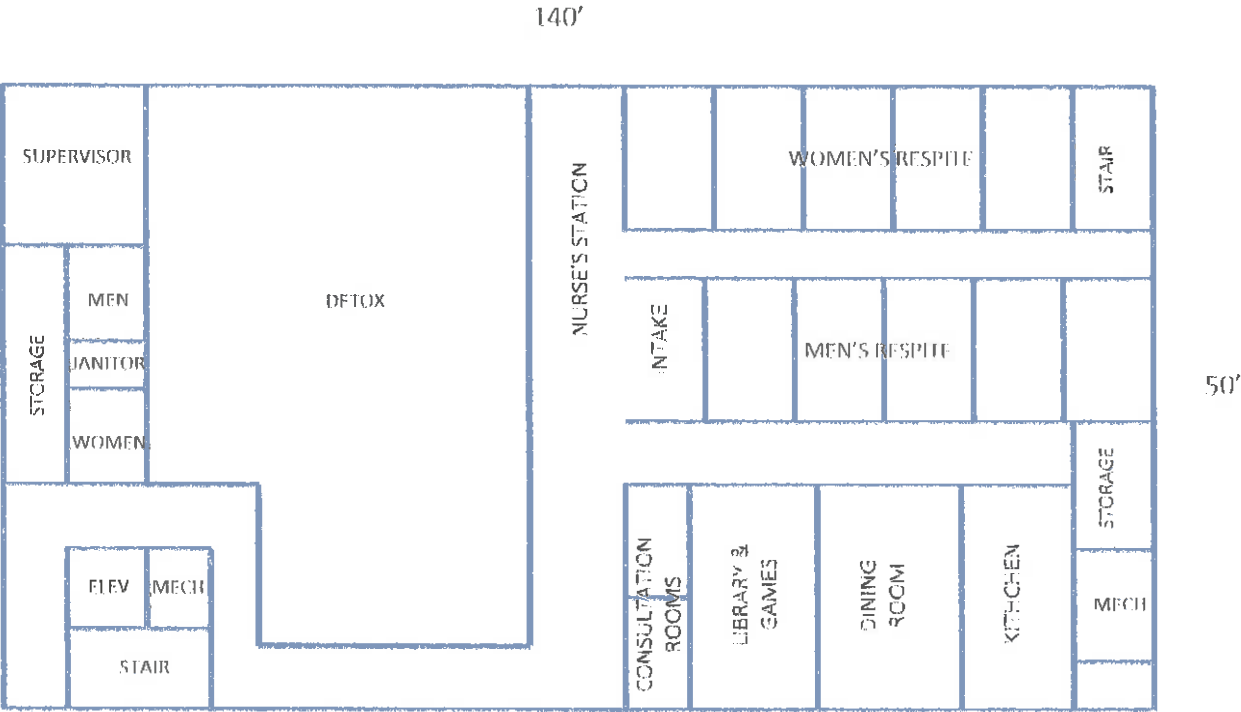 140'
SUPERVISOR
WOMEN'S RESPITE
STAIR
NURSE'S STATION
MEN
DETOX
INTAKE
MEN'S RESPITE
50'
STORAGE
JANITOR
WOMEN
STORAGE
ELEV
MECH
STAIR
CONSULTATION
ROOMS
LIBRARY &
GAMES
DINING
ROOM
KITHCHEN
MECH